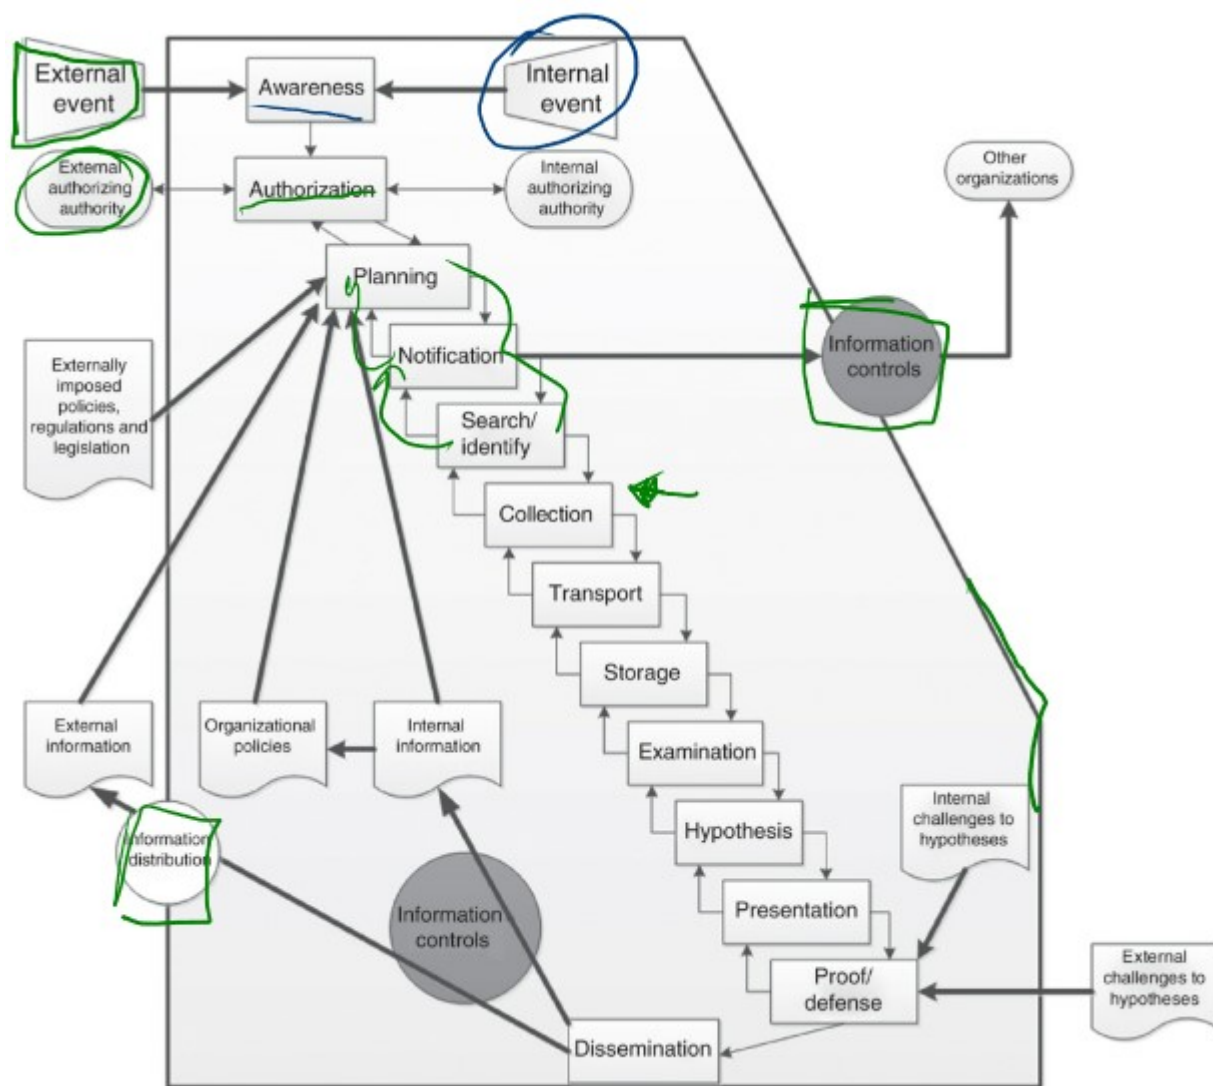 External
event
Awareness
Internal
event
External
authorizing
authority
Authorization
Internal
authorizing
authority
Other
organizations
Planning
Externally
imposed
policies,
regulations and
legislation
Notification
Information
controls
Search/
identify
Collection
Transport
Storage
External
information
Organizational
policies
Internal
information
Examination
Information
distribution
Hypothesis
Internal
challenges to
hypotheses
Information
controls
Presentation
Proof/
defense
External
challenges to
hypotheses
Dissemination